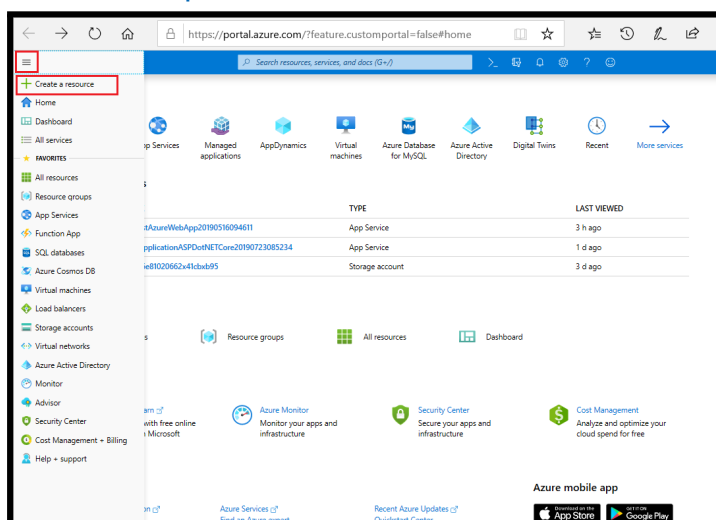 https://portal.azure.com/?feature.customportal=false#home
Search resources, services, and docs (G+/)
Create a resource
Home
Dashboard
All services
FAVORITES
All resources
Resource groups
App Services
Function App
SQL databases
Azure Cosmos DB
Virtual machines
Load balancers
Storage accounts
Virtual networks
Azure Active Directory
Monitor
Advisor
Security Center
Cost Management + Billing
Help + support
pp Services
Managed applications
AppDynamics
Virtual machines
My
Azure Database for MySQL
Azure Active Directory
Digital Twins
Recent
More services
s
TYPE
LAST VIEWED
stAzureWebApp20190516094611
App Service
3 h ago
pplicationASPDotNETCore20190723085234
App Service
1 d ago
Storage account
3 d ago
s
Resource groups
All resources
Dashboard
arn
with free online
Microsoft
Azure Monitor
Monitor your apps and
infrastructure
Security Center
Secure your apps and
infrastructure
Cost Management
Analyze and optimize your
cloud spend for free
Azure mobile app
on
Azure Services
Find an Azure expert
Recent Azure Updates
Quickstart Center
Download on the
App Store
GET IT ON
Google Play